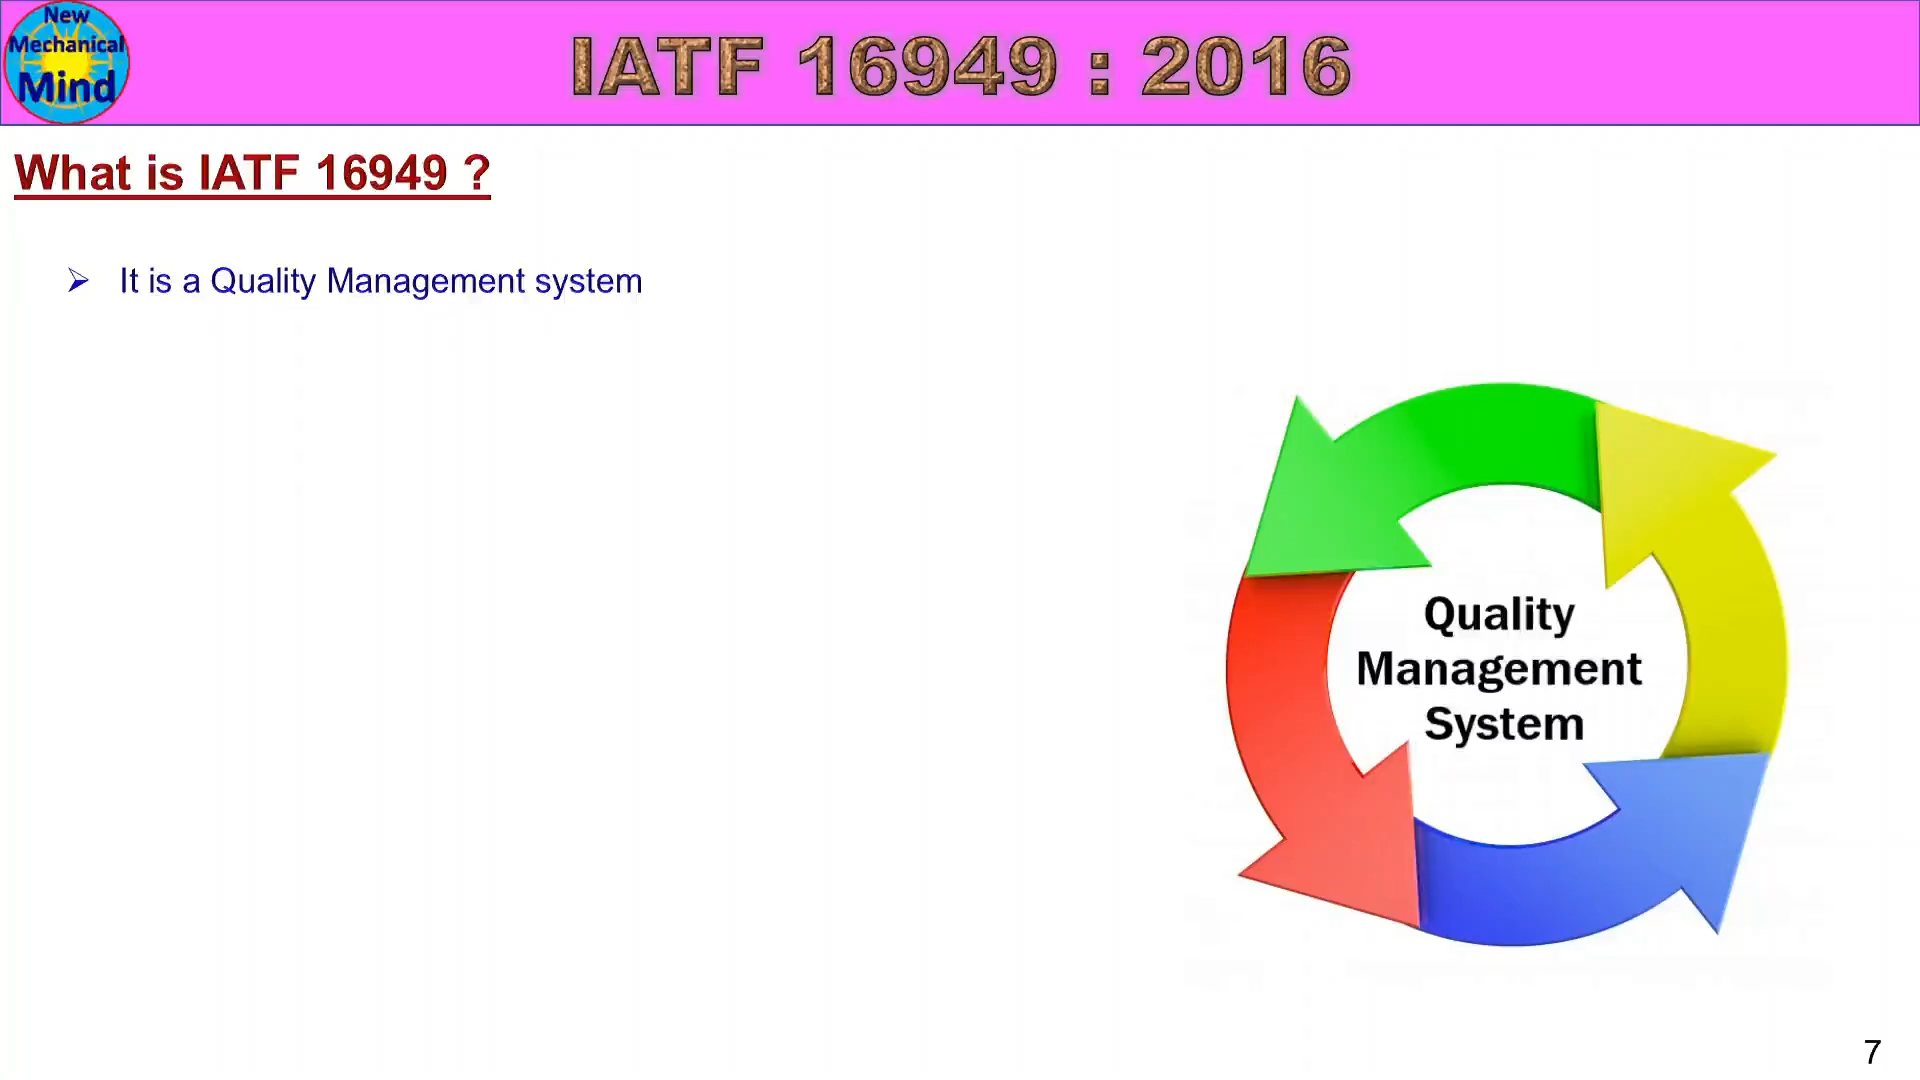 New
Mechanical
Mind
IATF 16949 : 2016
What is IATF 16949 ?
It is a Quality Management system
Quality
Management
System
7